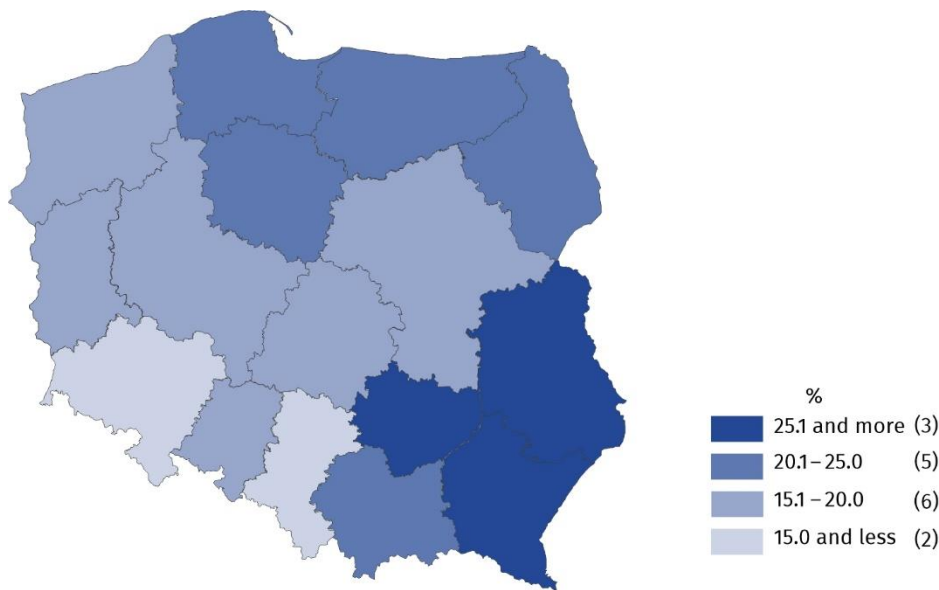 %
25.1 and more (3)
20.1–25.0 (5)
15.1–20.0 (6)
15.0 and less (2)